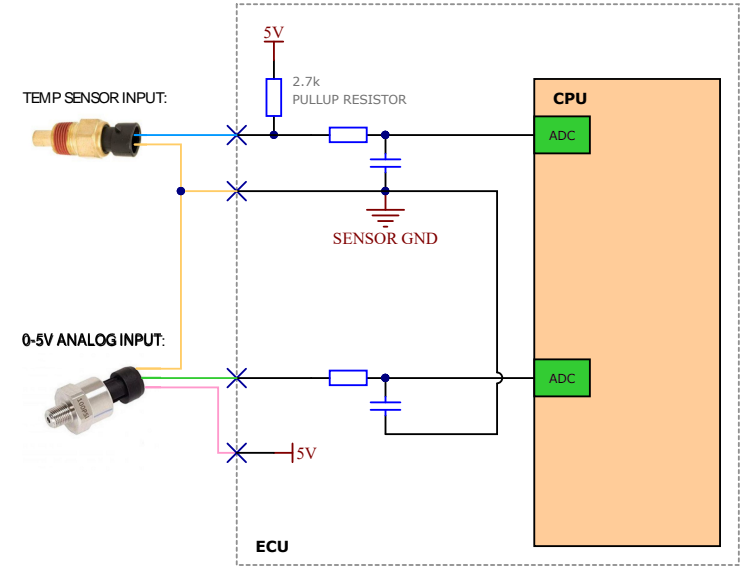 5V
2.7k
PULLUP RESISTOR
TEMP SENSOR INPUT:
CPU
ADC
SENSOR GND
0-5V ANALOG INPUT:
ADC
5V
ECU